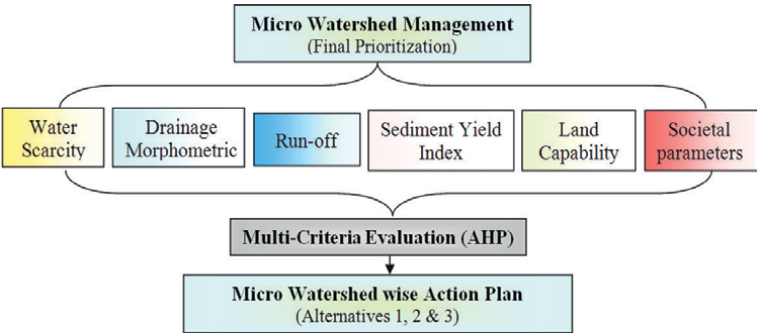 Micro Watershed Management
(Final Prioritization)
Water
Scarcity
Drainage
Morphometric
Run-off
Sediment Yield
Index
Land
Capability
Societal
parameters
Multi-Criteria Evaluation (AHP)
Micro Watershed wise Action Plan
(Alternatives 1, 2 & 3)